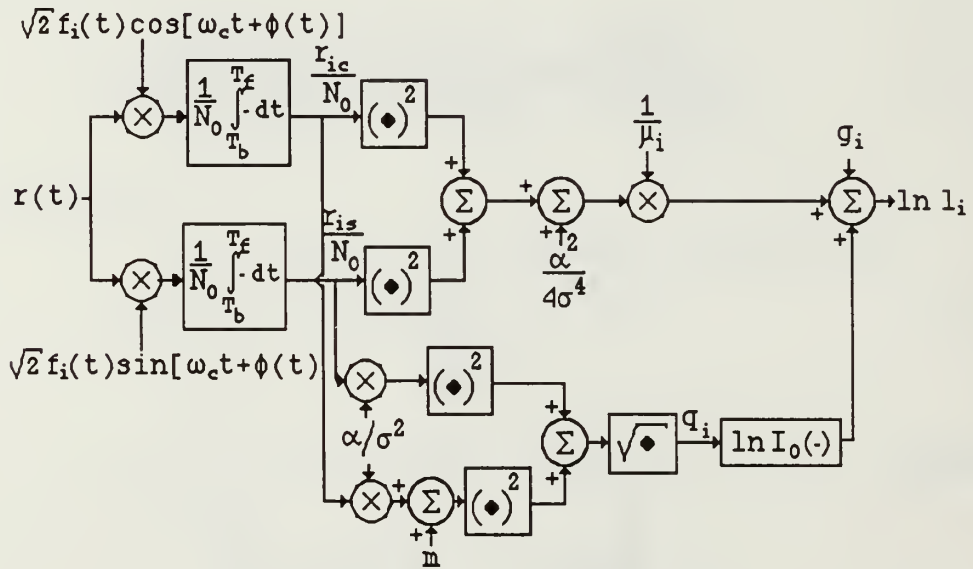 √2 f_i(t)cos[ω_c t+ϕ(t)]
1/N_0 ∫_{T_b}^{T_f} · dt
r_ic/N_0
(◆)^2
1/μ_i
g_i
r(t)
×
Σ
+
+
Σ
+
+
×
Σ
+
+
ln l_i
r_is/N_0
α^2/4σ^4
×
1/N_0 ∫_{T_b}^{T_f} · dt
(◆)^2
√2 f_i(t)sin[ω_c t+ϕ(t)
×
(◆)^2
α/σ^2
+
+
Σ
√◆
q_i
ln I_0(·)
×
+
+
Σ
(◆)^2
m